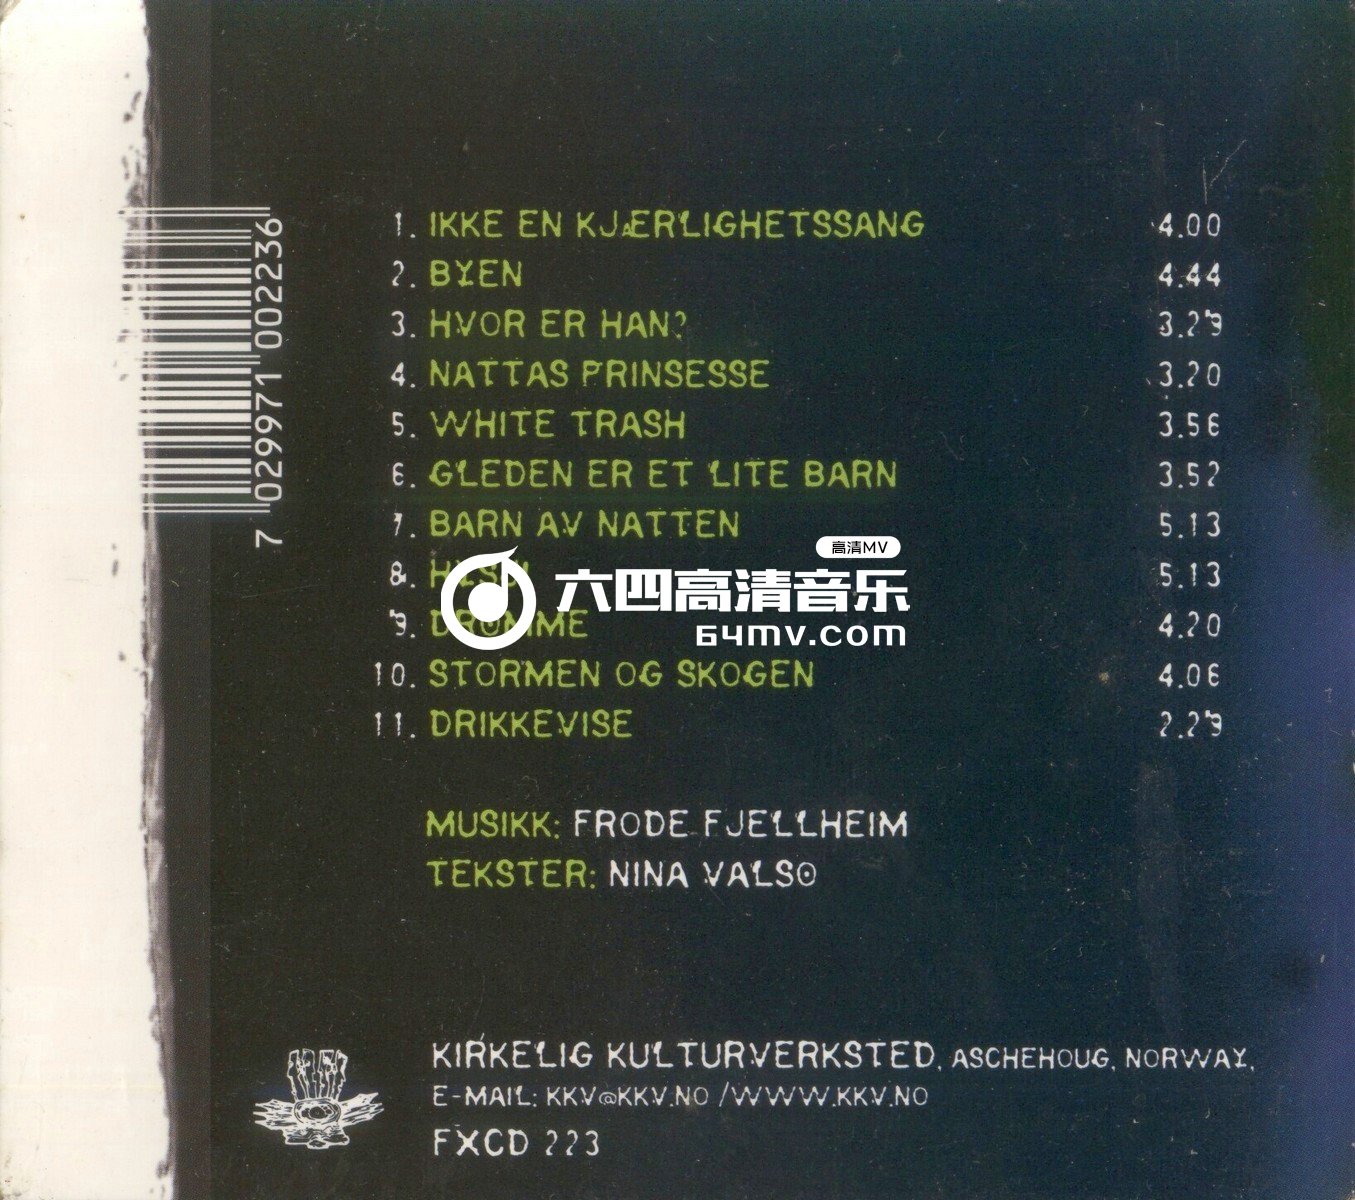 1. IKKE EN KJÆRLIGHETSSANG 4.00
2. BYEN 4.44
3. HVOR ER HAN? 3.29
4. NATTAS PRINSESSE 3.20
5. WHITE TRASH 3.56
6. GLEDEN ER ET LITE BARN 3.52
7. BARN AV NATTEN 5.13
8. 5.13
9. DRØMME 4.20
10. STORMEN OG SKOGEN 4.06
11. DRIKKEVISE 2.29
高清MV
六四高清音乐
64mv.com
MUSIKK: FRODE FJELLHEIM
TEKSTER: NINA VALSØ
KIRKELIG KULTURVERKSTED, ASCHEHOUG, NORWAY,
E-MAIL: KKV@KKV.NO /WWW.KKV.NO
FXCD 223
7 029971 002236